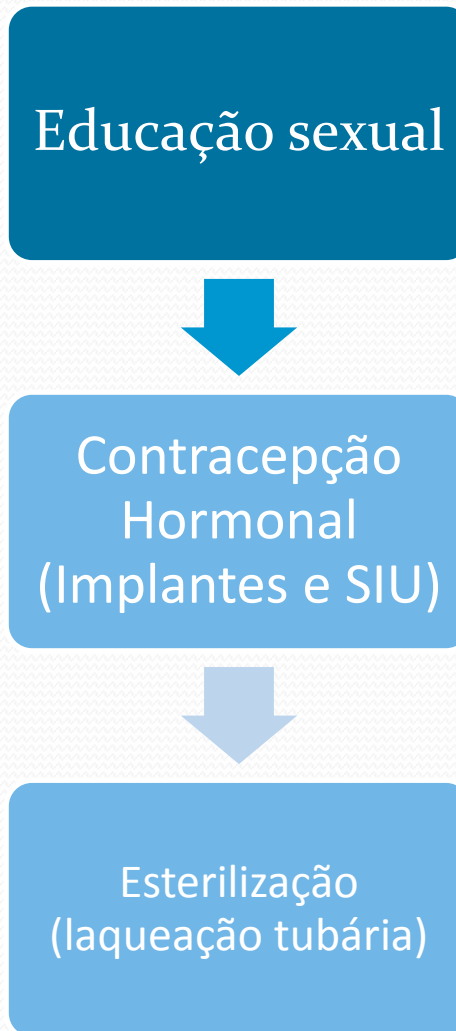 Educação sexual
Contracepção
Hormonal
(Implantes e SIU)
Esterilização
(laqueação tubária)